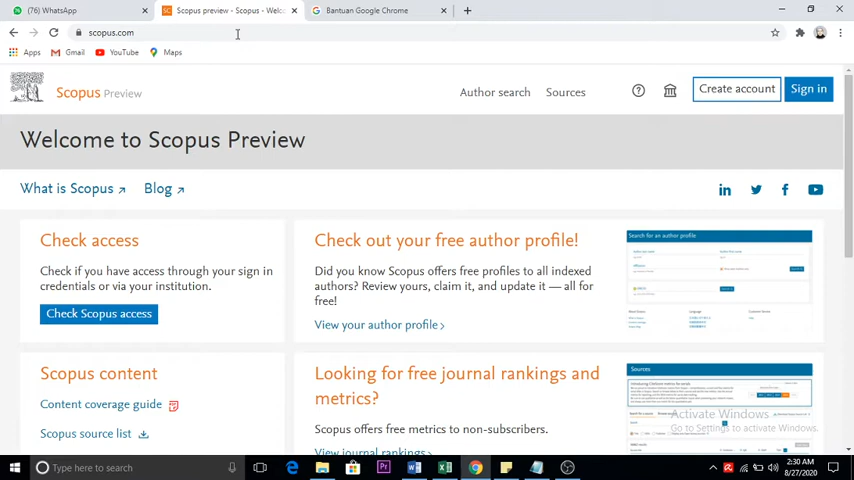 (76) WhatsApp
Scopus preview - Scopus - Welc
Bantuan Google Chrome
scopus.com
Apps
Gmail
YouTube
Maps
Scopus Preview
Author search
Sources
Create account
Sign in
Welcome to Scopus Preview
What is Scopus
Blog
Check access
Check if you have access through your sign in
credentials or via your institution.
Check Scopus access
Check out your free author profile!
Did you know Scopus offers free profiles to all indexed
authors? Review yours, claim it, and update it — all for
free!
View your author profile
Search for an author profile
Scopus content
Content coverage guide
Scopus source list
Looking for free journal rankings and
metrics?
Scopus offers free metrics to non-subscribers.
View journal rankings
Sources
Activate Windows
Go to Settings to activate Windows.
Type here to search
2:30 AM
8/27/2020